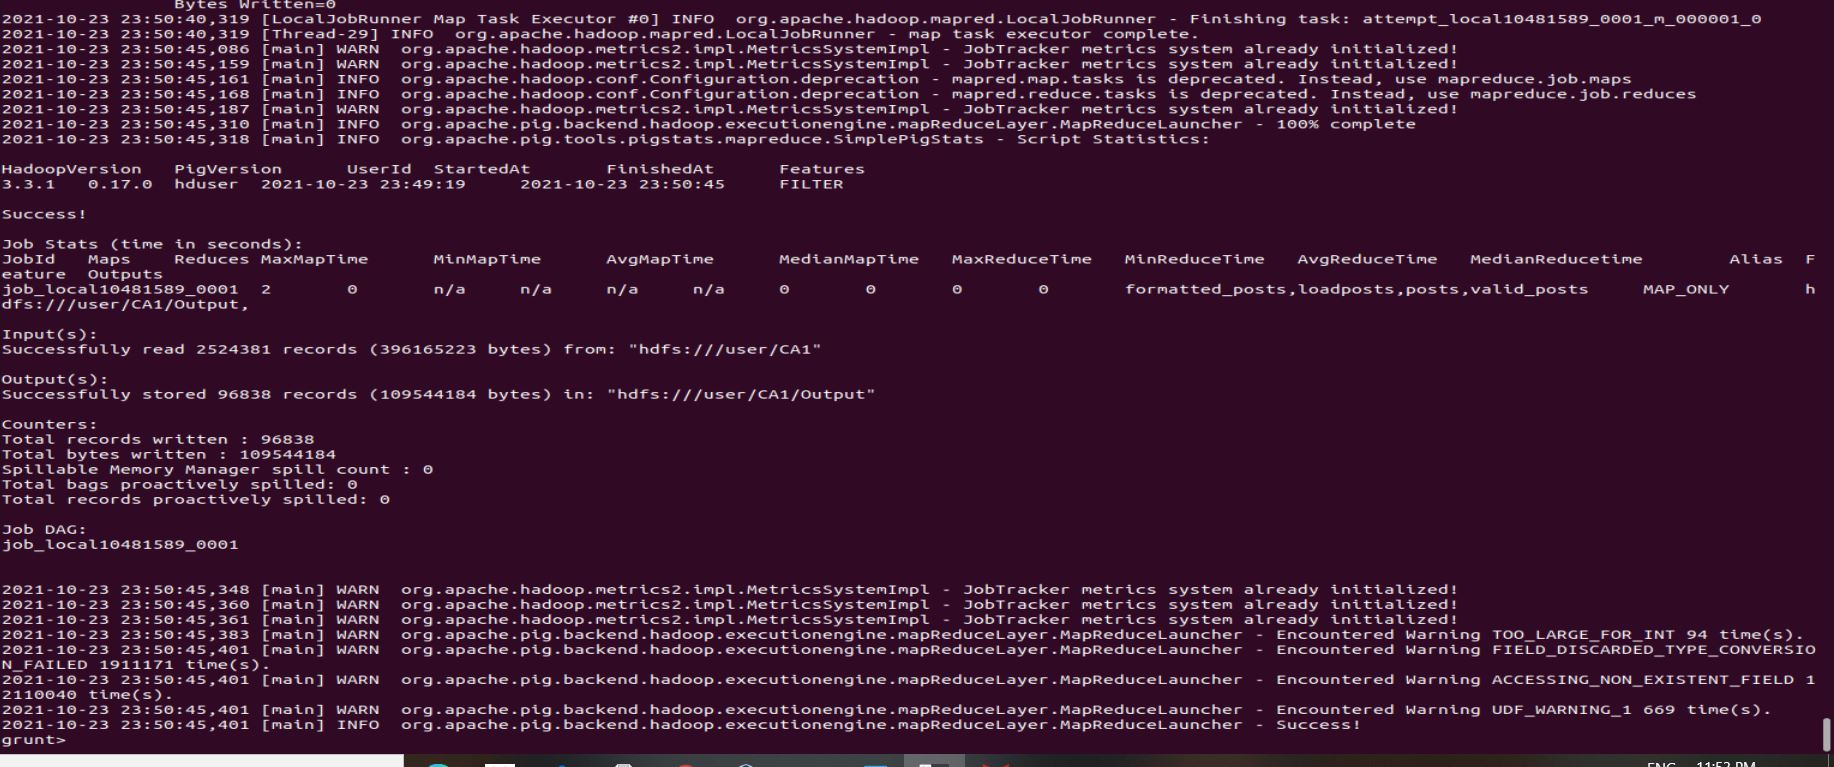 Bytes Written=0
2021-10-23 23:50:40,319 [LocalJobRunner Map Task Executor #0] INFO  org.apache.hadoop.mapred.LocalJobRunner - Finishing task: attempt_local10481589_0001_m_000001_0
2021-10-23 23:50:40,319 [Thread-29] INFO  org.apache.hadoop.mapred.LocalJobRunner - map task executor complete.
2021-10-23 23:50:45,086 [main] WARN  org.apache.hadoop.metrics2.impl.MetricsSystemImpl - JobTracker metrics system already initialized!
2021-10-23 23:50:45,159 [main] WARN  org.apache.hadoop.metrics2.impl.MetricsSystemImpl - JobTracker metrics system already initialized!
2021-10-23 23:50:45,161 [main] INFO  org.apache.hadoop.conf.Configuration.deprecation - mapred.map.tasks is deprecated. Instead, use mapreduce.job.maps
2021-10-23 23:50:45,168 [main] INFO  org.apache.hadoop.conf.Configuration.deprecation - mapred.reduce.tasks is deprecated. Instead, use mapreduce.job.reduces
2021-10-23 23:50:45,187 [main] WARN  org.apache.hadoop.metrics2.impl.MetricsSystemImpl - JobTracker metrics system already initialized!
2021-10-23 23:50:45,310 [main] INFO  org.apache.pig.backend.hadoop.executionengine.mapReduceLayer.MapReduceLauncher - 100% complete
2021-10-23 23:50:45,318 [main] INFO  org.apache.pig.tools.pigstats.mapreduce.SimplePigStats - Script Statistics:
HadoopVersion   PigVersion      UserId  StartedAt       FinishedAt      Features
3.3.1   0.17.0  hduser  2021-10-23 23:49:19     2021-10-23 23:50:45     FILTER
Success!
Job Stats (time in seconds):
JobId   Maps    Reduces MaxMapTime      MinMapTime      AvgMapTime      MedianMapTime   MaxReduceTime   MinReduceTime   AvgReduceTime   MedianReducetime        Alias  F
eature  Outputs
job_local10481589_0001  2       0       n/a     n/a     n/a     n/a     0       0       0       0       formatted_posts,loadposts,posts,valid_posts     MAP_ONLY       h
dfs:///user/CA1/Output,
Input(s):
Successfully read 2524381 records (396165223 bytes) from: "hdfs:///user/CA1"
Output(s):
Successfully stored 96838 records (109544184 bytes) in: "hdfs:///user/CA1/Output"
Counters:
Total records written : 96838
Total bytes written : 109544184
Spillable Memory Manager spill count : 0
Total bags proactively spilled: 0
Total records proactively spilled: 0
Job DAG:
job_local10481589_0001
2021-10-23 23:50:45,348 [main] WARN  org.apache.hadoop.metrics2.impl.MetricsSystemImpl - JobTracker metrics system already initialized!
2021-10-23 23:50:45,360 [main] WARN  org.apache.hadoop.metrics2.impl.MetricsSystemImpl - JobTracker metrics system already initialized!
2021-10-23 23:50:45,361 [main] WARN  org.apache.hadoop.metrics2.impl.MetricsSystemImpl - JobTracker metrics system already initialized!
2021-10-23 23:50:45,383 [main] WARN  org.apache.pig.backend.hadoop.executionengine.mapReduceLayer.MapReduceLauncher - Encountered Warning TOO_LARGE_FOR_INT 94 time(s).
2021-10-23 23:50:45,401 [main] WARN  org.apache.pig.backend.hadoop.executionengine.mapReduceLayer.MapReduceLauncher - Encountered Warning FIELD_DISCARDED_TYPE_CONVERSIO
N_FAILED 1911171 time(s).
2021-10-23 23:50:45,401 [main] WARN  org.apache.pig.backend.hadoop.executionengine.mapReduceLayer.MapReduceLauncher - Encountered Warning ACCESSING_NON_EXISTENT_FIELD 1
2110040 time(s).
2021-10-23 23:50:45,401 [main] WARN  org.apache.pig.backend.hadoop.executionengine.mapReduceLayer.MapReduceLauncher - Encountered Warning UDF_WARNING_1 669 time(s).
2021-10-23 23:50:45,401 [main] INFO  org.apache.pig.backend.hadoop.executionengine.mapReduceLayer.MapReduceLauncher - Success!
grunt>
ENG 11:52 PM